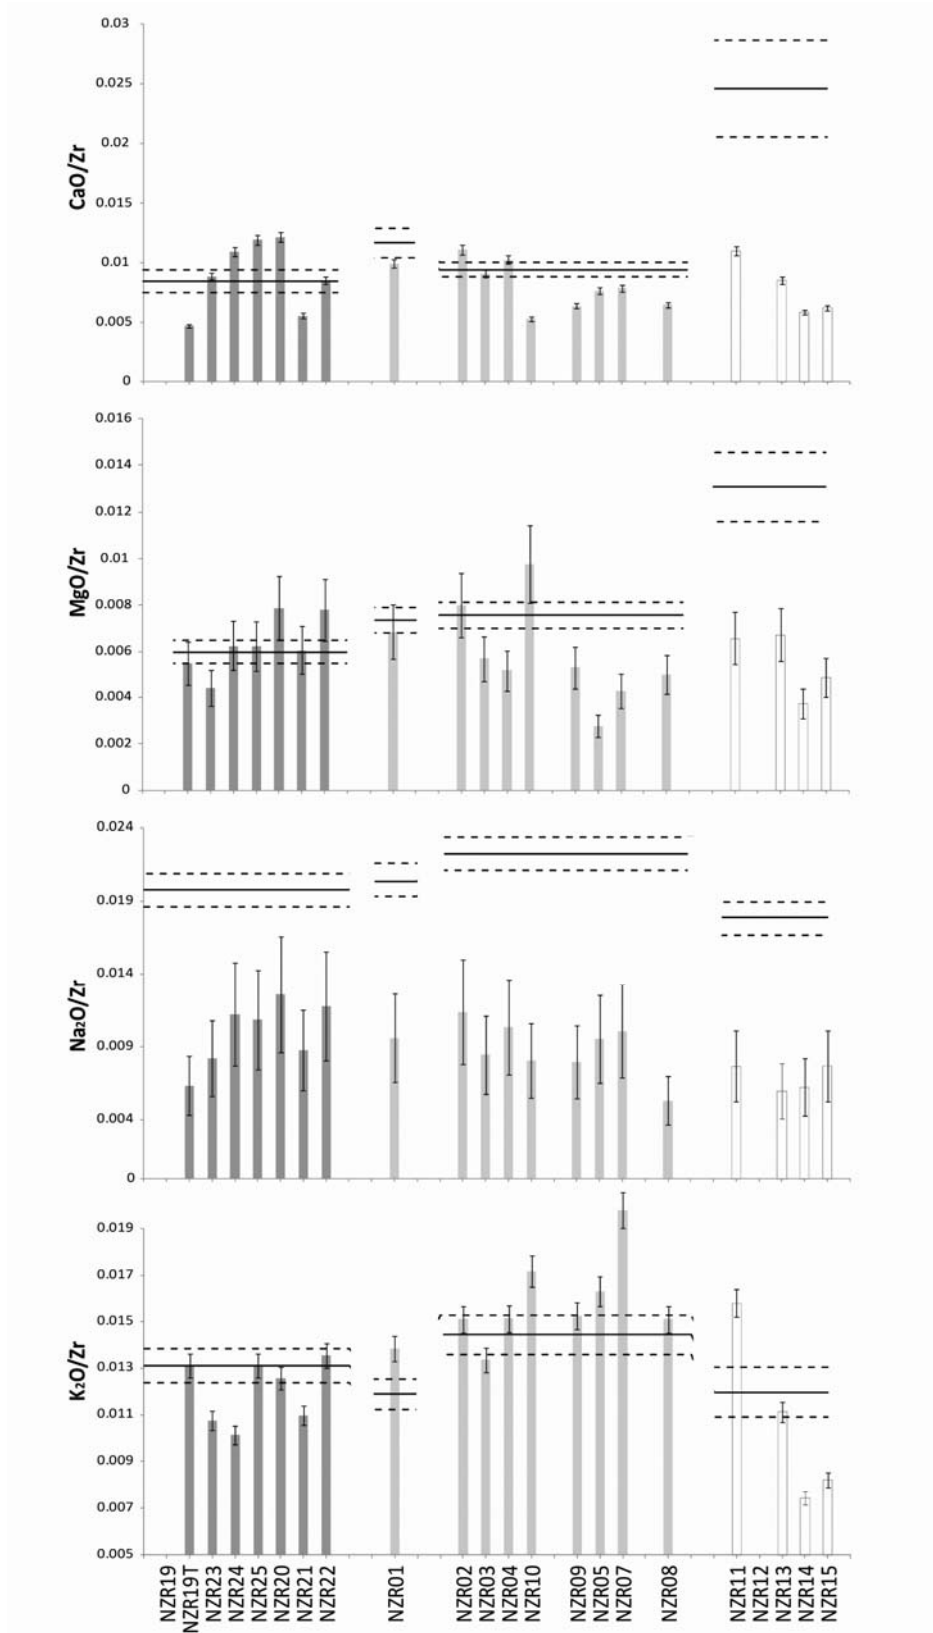 CaO/Zr
0.03
0.025
0.02
0.015
0.01
0.005
0
MgO/Zr
0.016
0.014
0.012
0.01
0.008
0.006
0.004
0.002
0
Na₂O/Zr
0.024
0.019
0.014
0.009
0.004
0
K₂O/Zr
0.019
0.017
0.015
0.013
0.011
0.009
0.007
0.005
NZR19
NZR19T
NZR23
NZR24
NZR25
NZR20
NZR21
NZR22
NZR01
NZR02
NZR03
NZR04
NZR10
NZR09
NZR05
NZR07
NZR08
NZR11
NZR12
NZR13
NZR14
NZR15